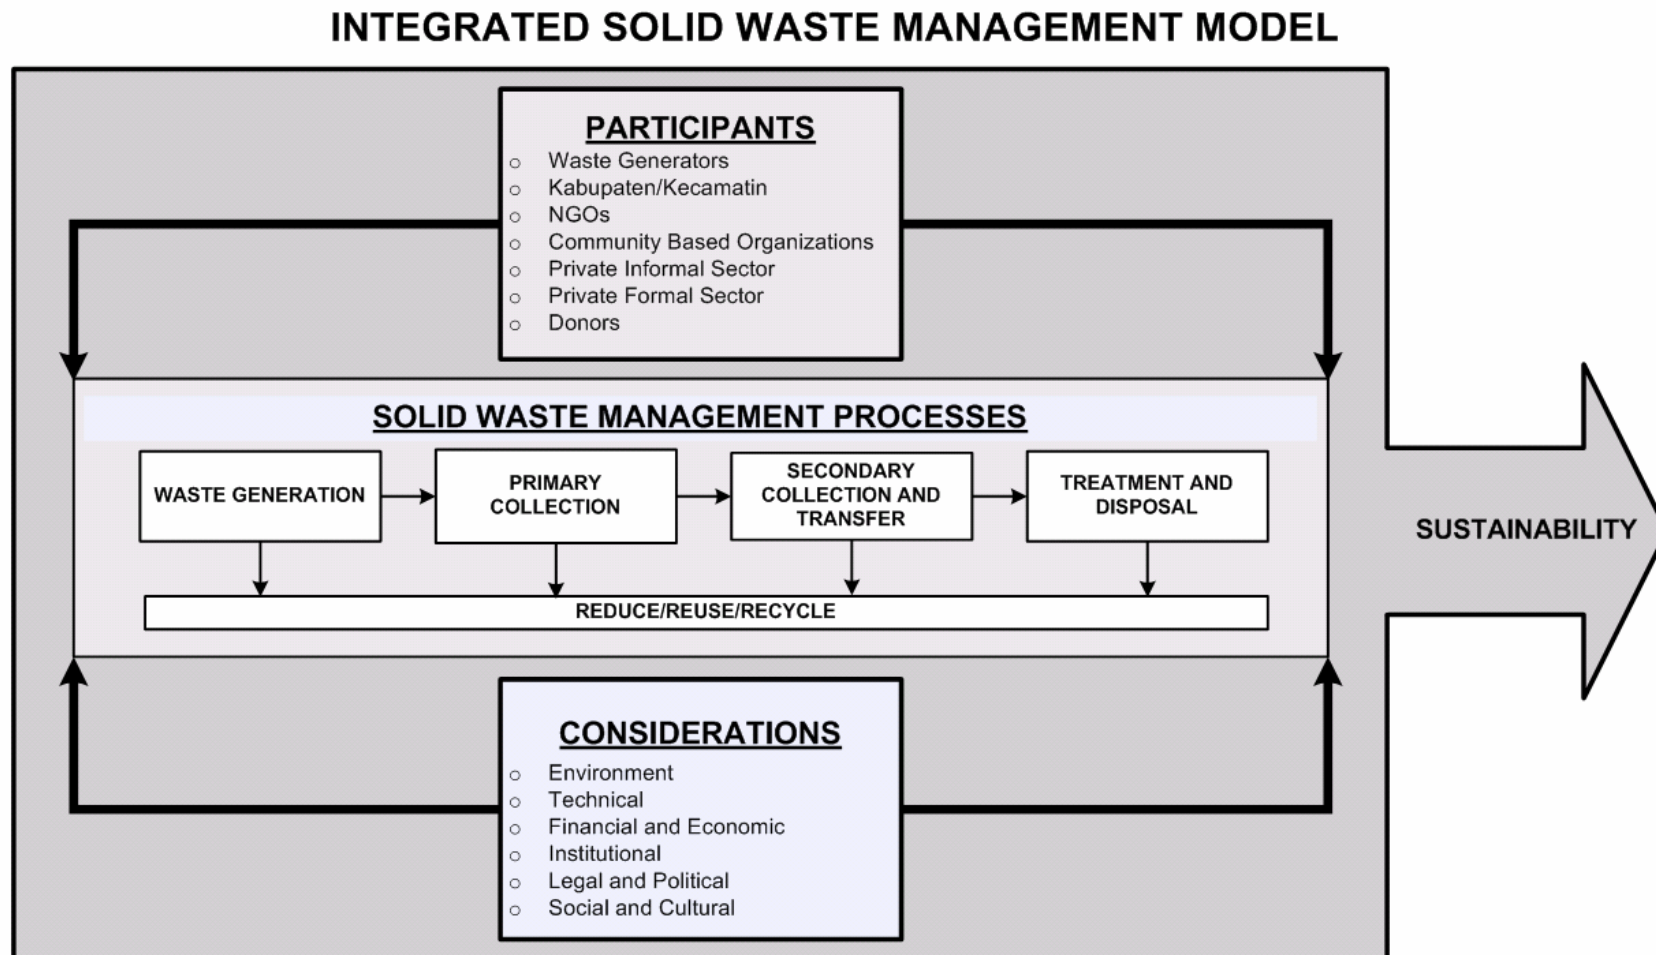 INTEGRATED SOLID WASTE MANAGEMENT MODEL
PARTICIPANTS
o Waste Generators
o Kabupaten/Kecamatin
o NGOs
o Community Based Organizations
o Private Informal Sector
o Private Formal Sector
o Donors
SOLID WASTE MANAGEMENT PROCESSES
WASTE GENERATION
PRIMARY
COLLECTION
SECONDARY
COLLECTION AND
TRANSFER
TREATMENT AND
DISPOSAL
REDUCE/REUSE/RECYCLE
SUSTAINABILITY
CONSIDERATIONS
o Environment
o Technical
o Financial and Economic
o Institutional
o Legal and Political
o Social and Cultural